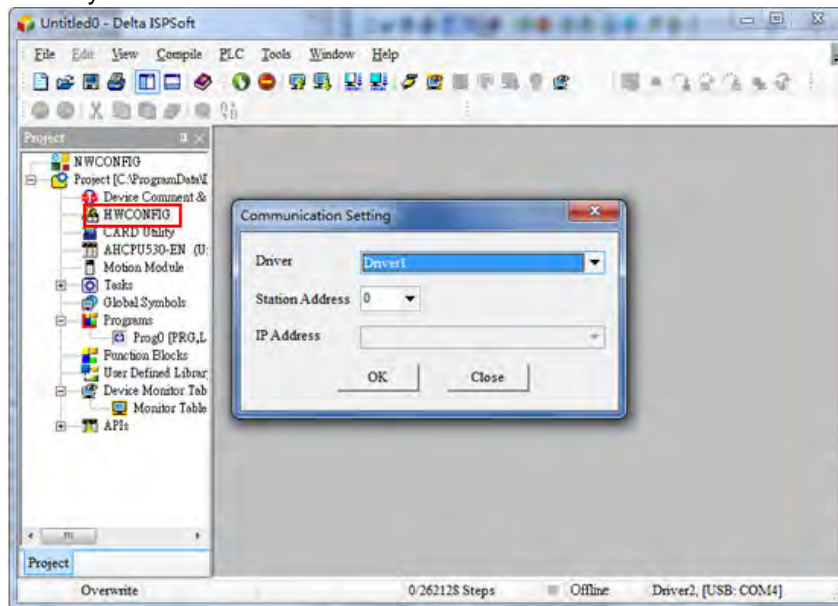 Untitled0 - Delta ISPSoft
File Edit View Compile PLC Tools Window Help
Project
NWCONFIG
Project [C:\ProgramData\
Device Comment &
HWCONFIG
CARD Utility
AHCPU530-EN (U:
Motion Module
Tasks
Global Symbols
Programs
Prog0 [PRG,L
Function Blocks
User Defined Librar
Device Monitor Tab
Monitor Table
APIs
Project
Communication Setting
Driver Driver1
Station Address 0
IP Address
OK Close
Overwrite 0/262128 Steps Offline Driver2, [USB: COM4]